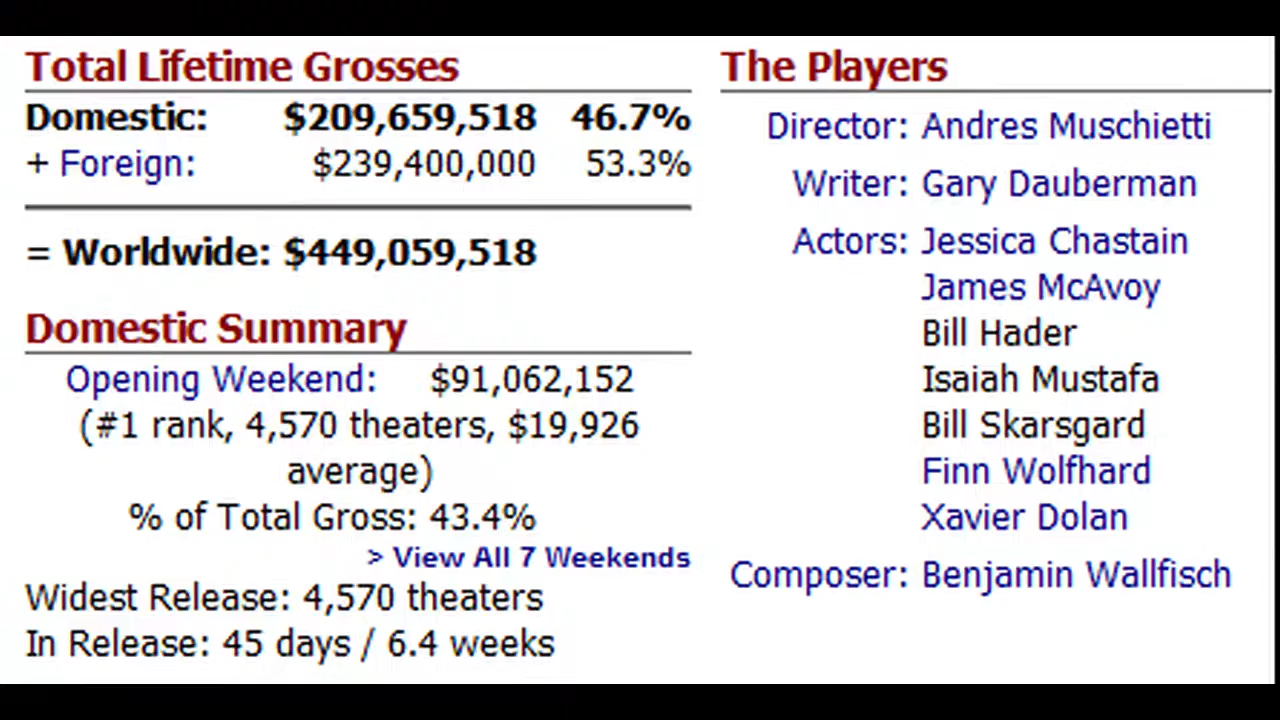 Total Lifetime Grosses
Domestic: $209,659,518 46.7%
+ Foreign: $239,400,000 53.3%
= Worldwide: $449,059,518
Domestic Summary
Opening Weekend: $91,062,152
(#1 rank, 4,570 theaters, $19,926
average)
% of Total Gross: 43.4%
> View All 7 Weekends
Widest Release: 4,570 theaters
In Release: 45 days / 6.4 weeks
The Players
Director: Andres Muschietti
Writer: Gary Dauberman
Actors: Jessica Chastain
James McAvoy
Bill Hader
Isaiah Mustafa
Bill Skarsgard
Finn Wolfhard
Xavier Dolan
Composer: Benjamin Wallfisch